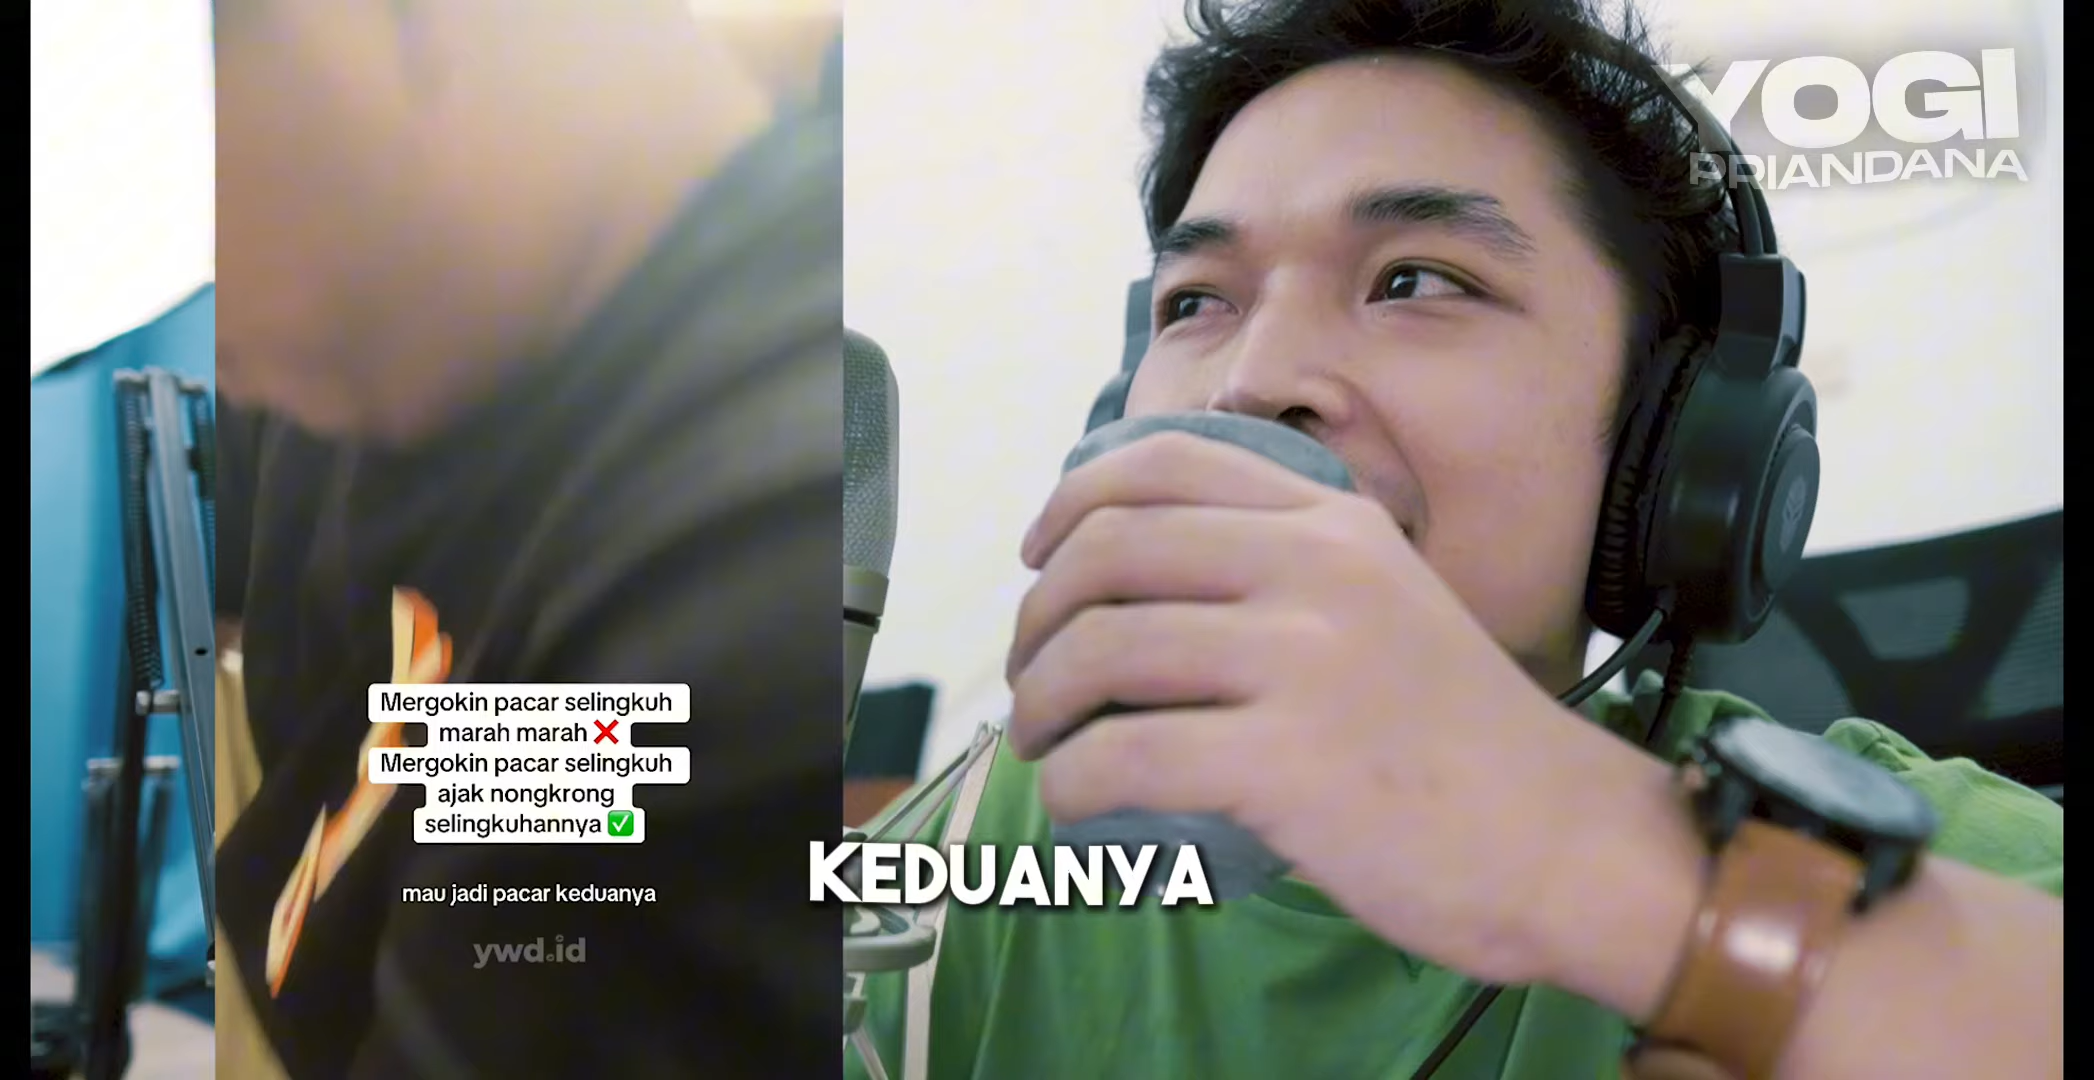 YOGI
PRIANDANA
Mergokin pacar selingkuh
marah marah ❌
Mergokin pacar selingkuh
ajak nongkrong
selingkuhannya ✅
mau jadi pacar keduanya
KEDUANYA
ywd.id